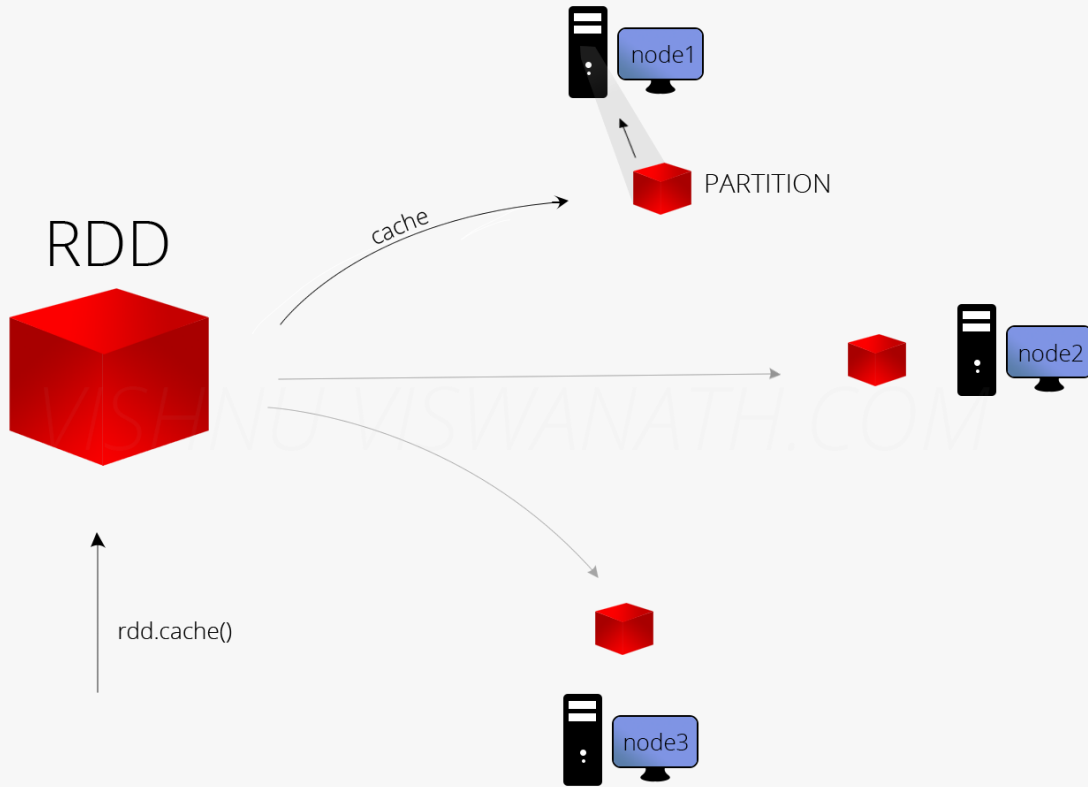 node1
PARTITION
cache
RDD
node2
VISHNU VISWANATH.COM
rdd.cache()
node3